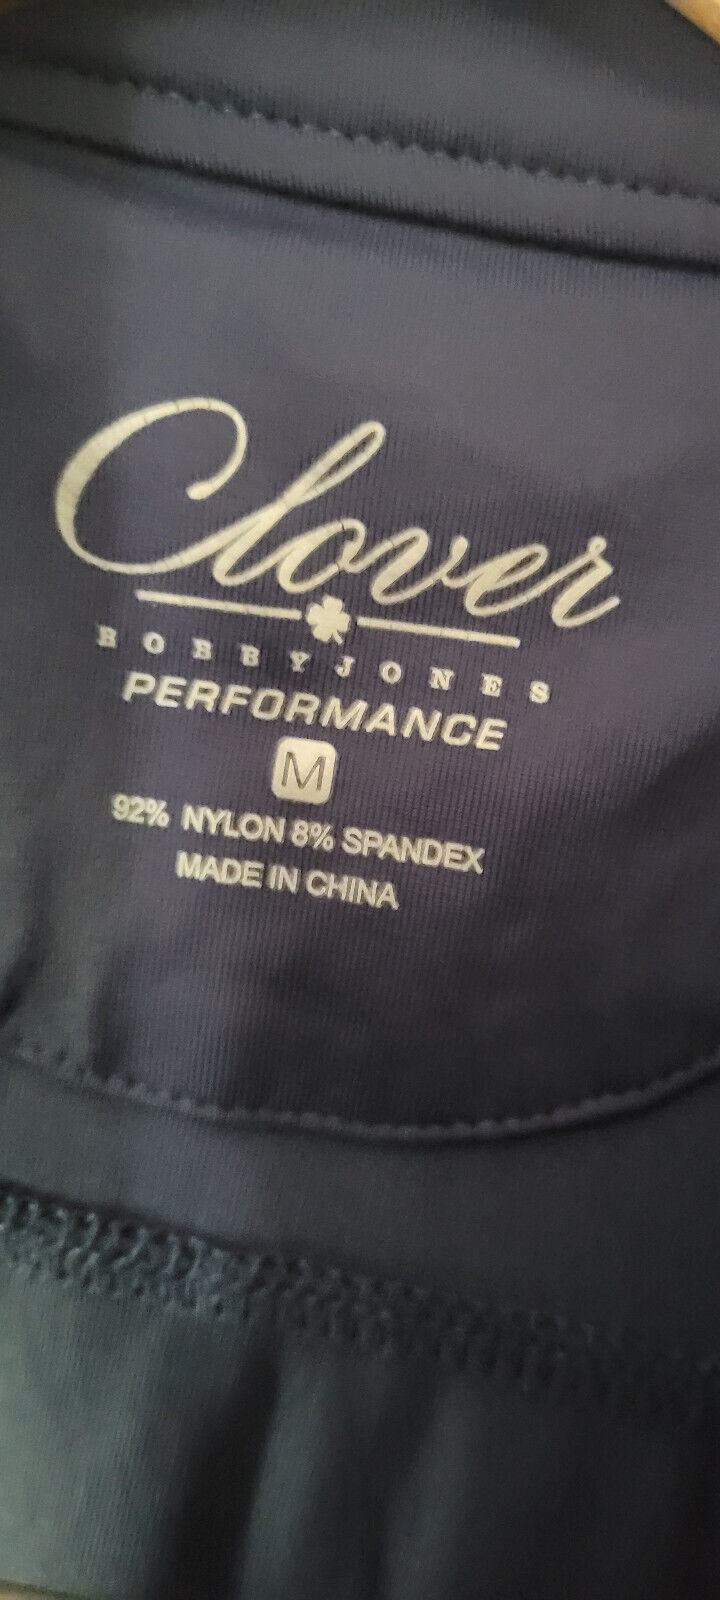 Clover
BOBBY JONES
PERFORMANCE
M
92% NYLON 8% SPANDEX
MADE IN CHINA